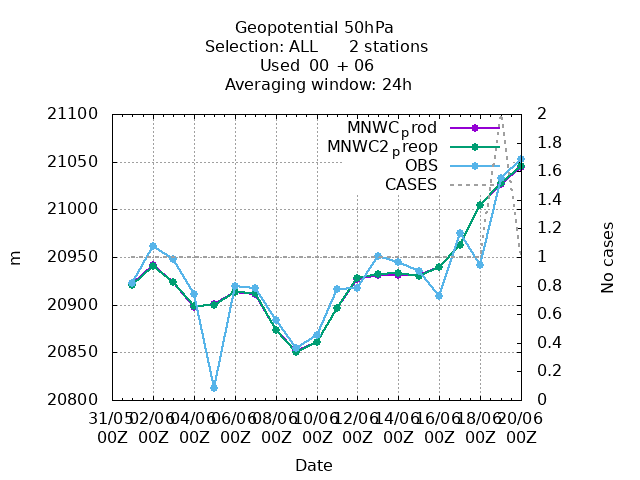 Geopotential 50hPa
Selection: ALL 2 stations
Used 00 + 06
Averaging window: 24h
21100
21050
21000
20950
20900
20850
20800
m
2
1.8
1.6
1.4
1.2
1
0.8
0.6
0.4
0.2
0
No cases
MNWCprod
MNWC2_preop
OBS
CASES
31/05 02/06 04/06 06/06 08/06 10/06 12/06 14/06 16/06 18/06 20/06
00Z 00Z 00Z 00Z 00Z 00Z 00Z 00Z 00Z 00Z 00Z
Date